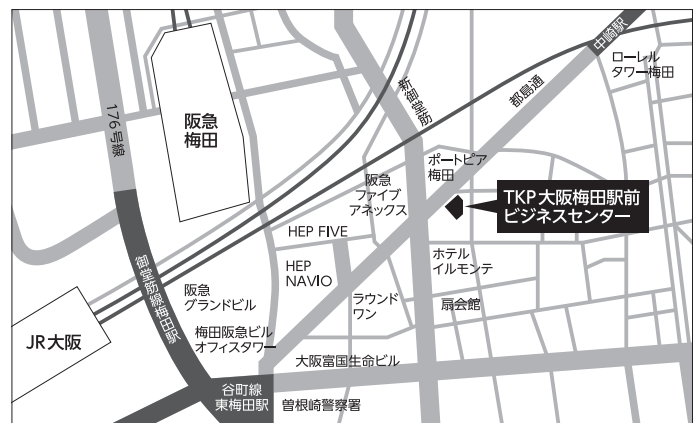 中崎駅
ローレル
タワー梅田
176号線
阪急
梅田
新御堂筋
都島通
ポートピア
梅田
阪急
ファイブ
アネックス
TKP 大阪梅田駅前
ビジネスセンター
HEP FIVE
HEP
NAVIO
ホテル
イルモンテ
御堂筋線梅田駅
阪急
グランドビル
ラウンド
ワン
扇会館
JR大阪
梅田阪急ビル
オフィスタワー
大阪富国生命ビル
谷町線
東梅田駅
曽根崎警察署